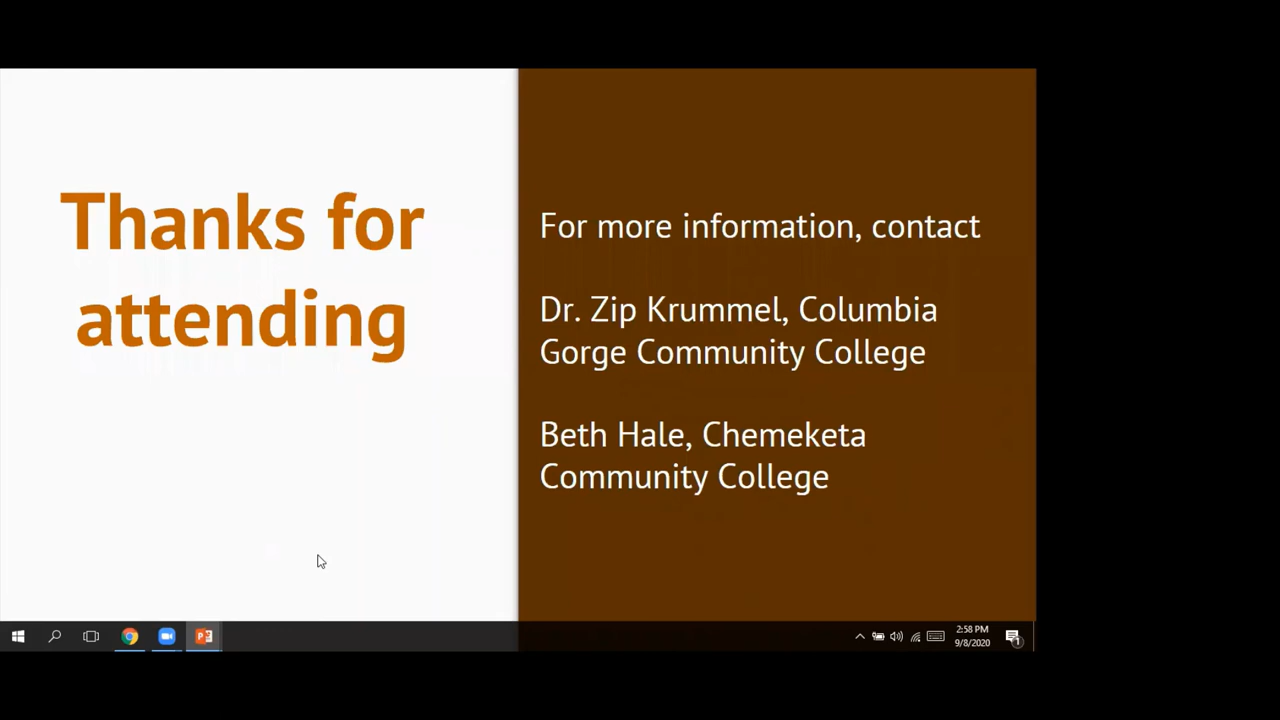 Thanks for
attending
For more information, contact
Dr. Zip Krummel, Columbia
Gorge Community College
Beth Hale, Chemeketa
Community College
2:58 PM
9/8/2020
1